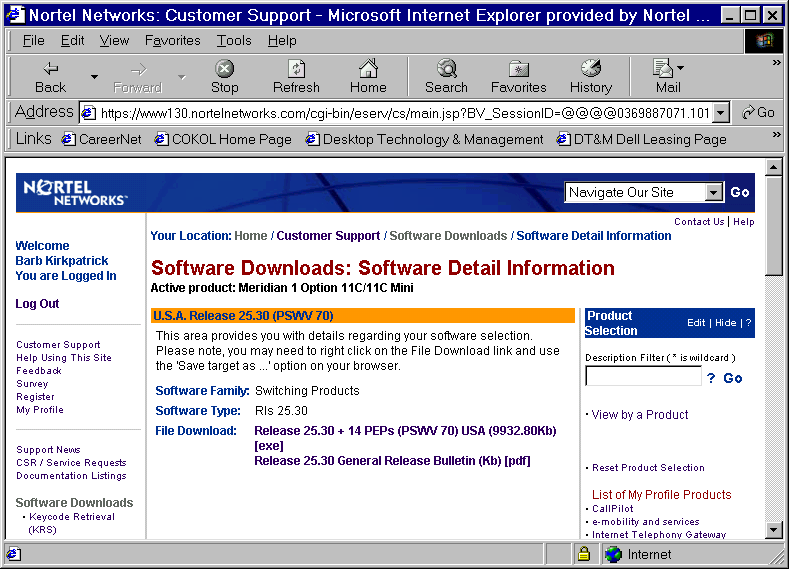 Nortel Networks: Customer Support - Microsoft Internet Explorer provided by Nortel ...
File Edit View Favorites Tools Help
Back Forward Stop Refresh Home Search Favorites History Mail »
Address https://www130.nortelnetworks.com/cgi-bin/eserv/cs/main.jsp?BV_SessionID=@@@@0369887071.101 Go
Links CareerNet COKOL Home Page Desktop Technology & Management DT&M Dell Leasing Page »
NORTEL
NETWORKS™
Navigate Our Site Go
Contact Us | Help
Your Location: Home / Customer Support / Software Downloads / Software Detail Information
Welcome
Barb Kirkpatrick
You are Logged In
Log Out
Customer Support
Help Using This Site
Feedback
Survey
Register
My Profile
Support News
CSR / Service Requests
Documentation Listings
Software Downloads
• Keycode Retrieval
(KRS)
Software Downloads: Software Detail Information
Active product: Meridian 1 Option 11C/11C Mini
U.S.A. Release 25.30 (PSWV 70)
This area provides you with details regarding your software selection.
Please note, you may need to right click on the File Download link and use
the 'Save target as ...' option on your browser.
Software Family: Switching Products
Software Type: Rls 25.30
File Download: Release 25.30 + 14 PEPs (PSWV 70) USA (9932.80Kb)
[exe]
Release 25.30 General Release Bulletin (Kb) [pdf]
Product
Selection
Edit | Hide | ?
Description Filter ( * is wildcard )
? Go
• View by a Product
• Reset Product Selection
List of My Profile Products
• CallPilot
• e-mobility and services
• Internet Telephony Gateway
Internet